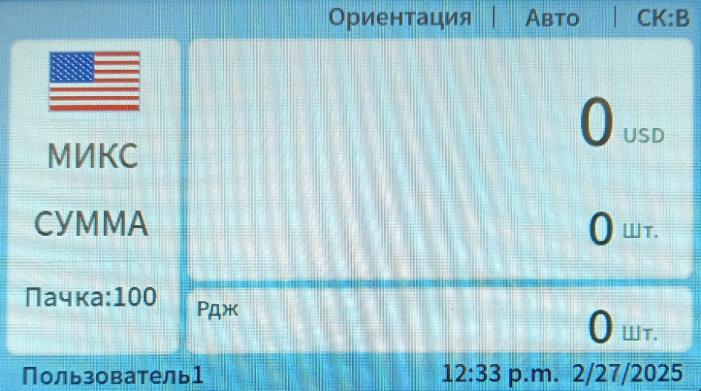 Ориентация | Авто | СК:В
МИКС
0 USD
СУММА
0 Шт.
Пачка:100
Рдж
0 Шт.
Пользователь1 12:33 p.m. 2/27/2025